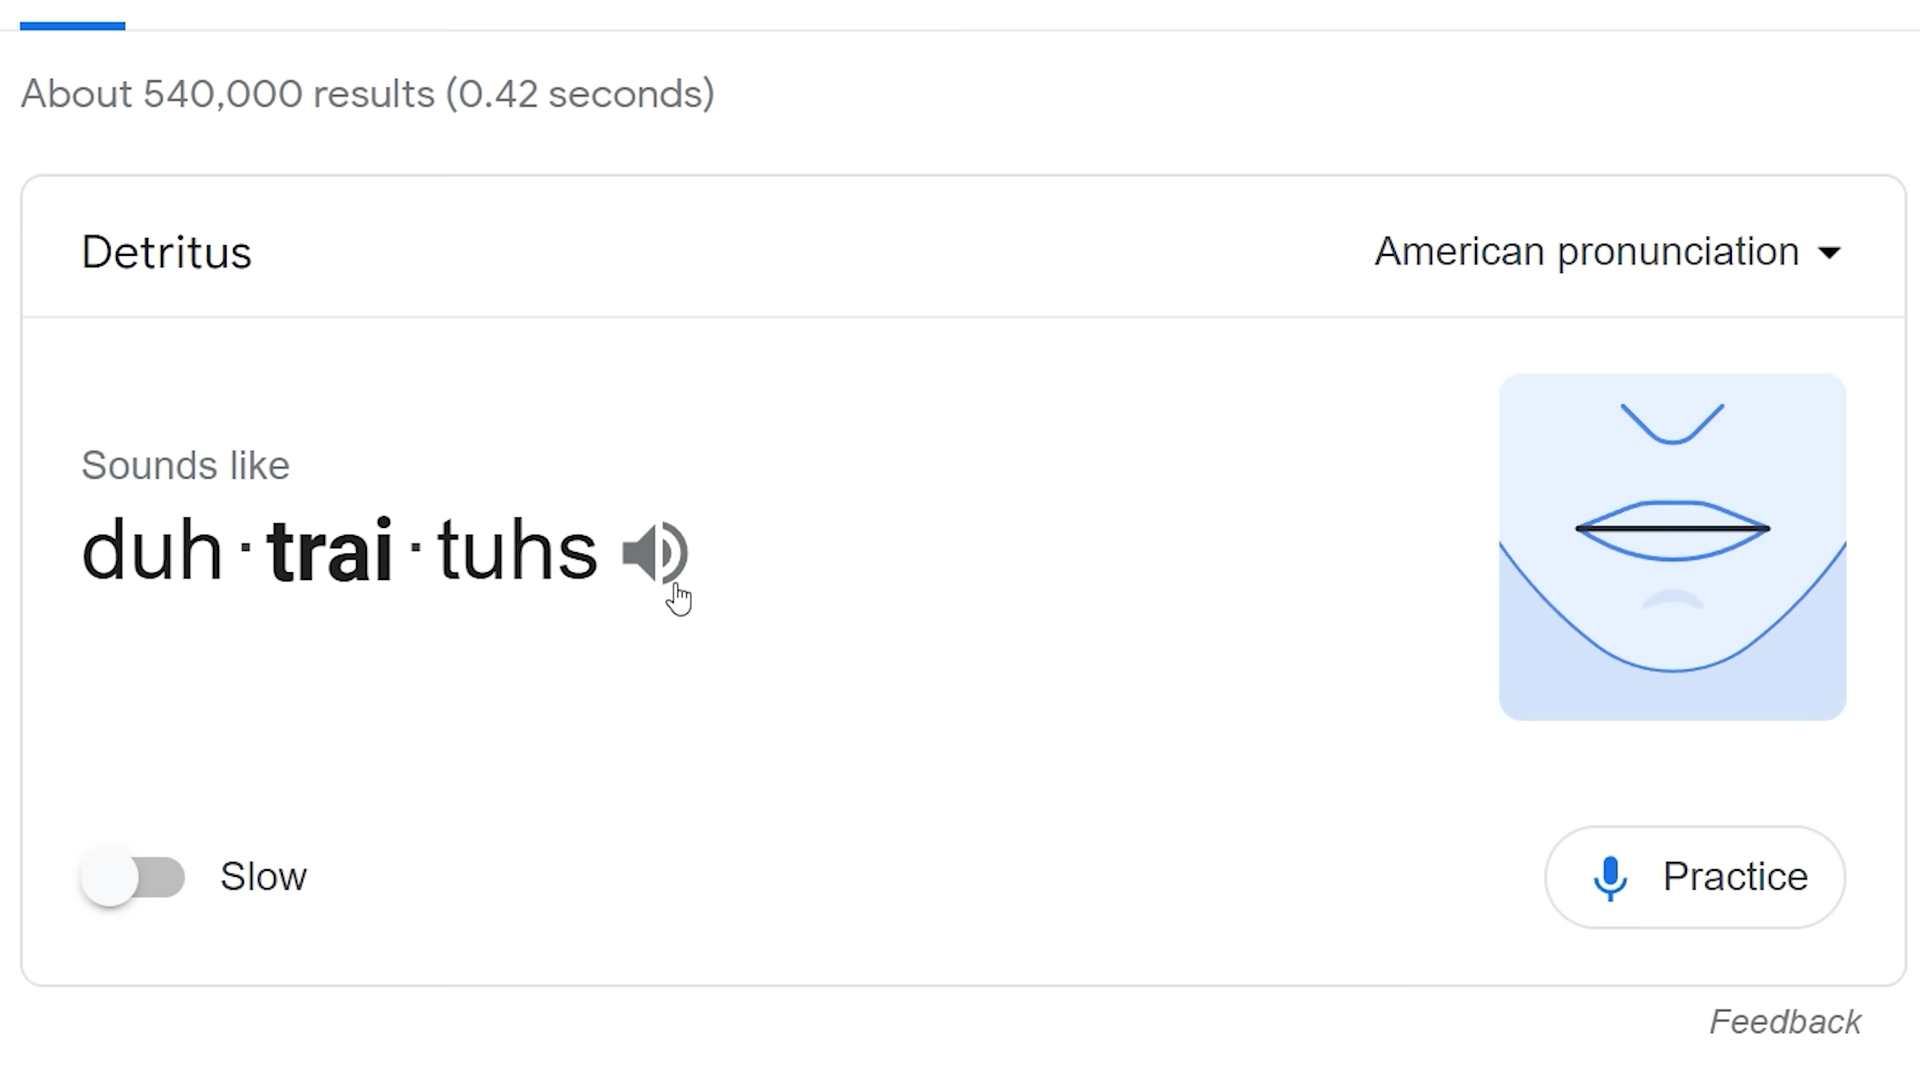 About 540,000 results (0.42 seconds)
Detritus
American pronunciation
Sounds like
duh·trai·tuhs
Slow
Practice
Feedback